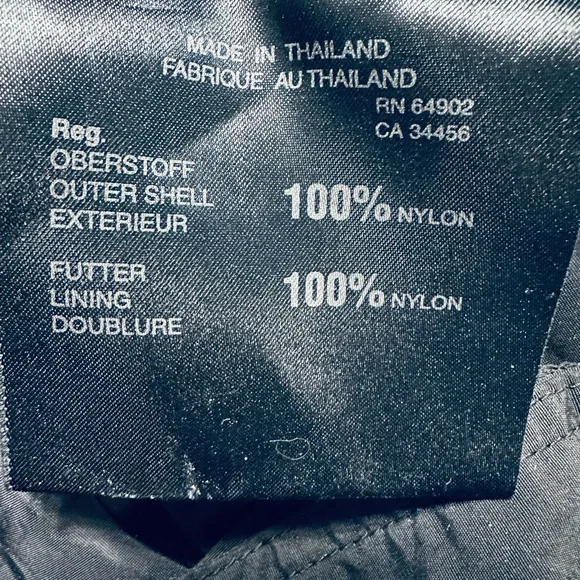 MADE IN THAILAND
FABRIQUE AU THAILAND
RN 64902
CA 34456
Reg.
OBERSTOFF
OUTER SHELL 100% NYLON
EXTERIEUR
FUTTER
LINING 100% NYLON
DOUBLURE